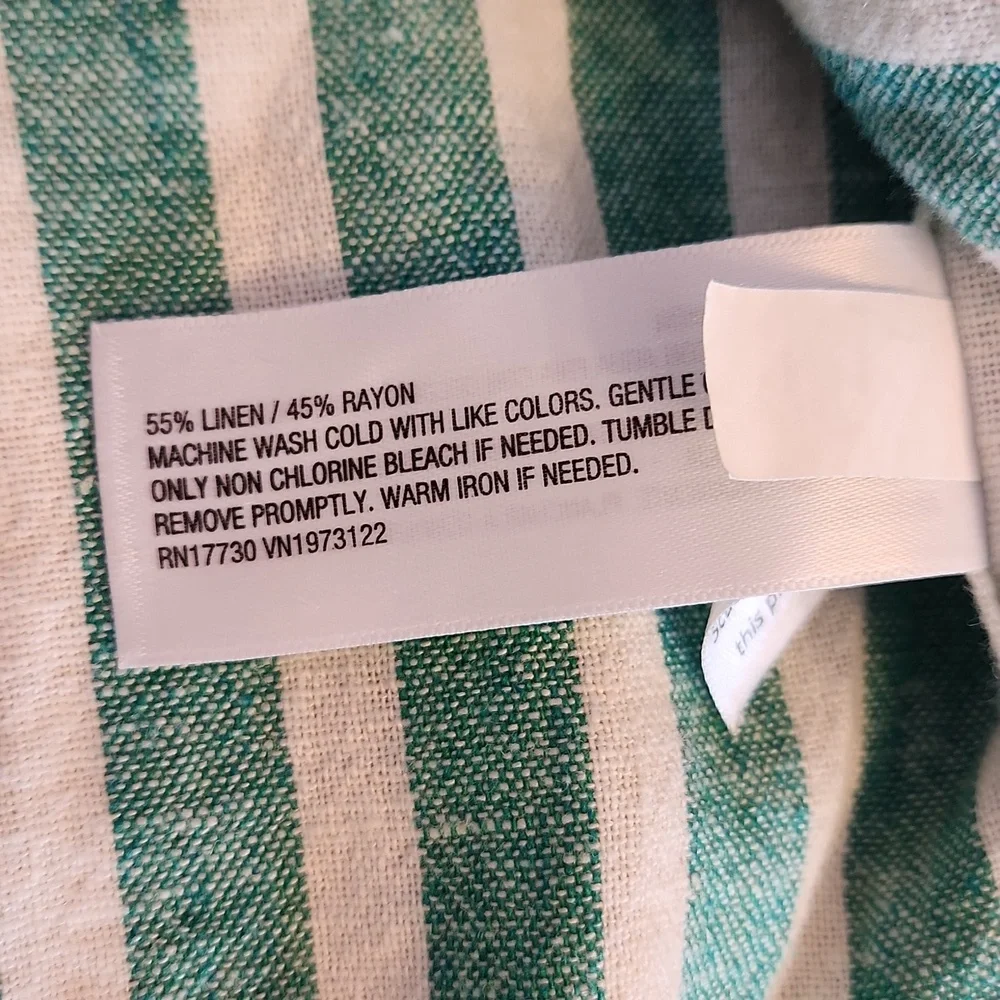 55% LINEN / 45% RAYON
MACHINE WASH COLD WITH LIKE COLORS. GENTLE
ONLY NON CHLORINE BLEACH IF NEEDED. TUMBLE
REMOVE PROMPTLY. WARM IRON IF NEEDED.
RN17730 VN1973122
this